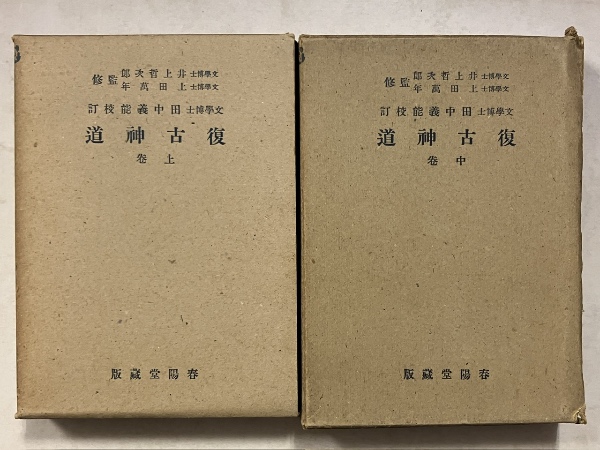 文學博士井上哲次郎
文學博士上田萬年
監修
文學博士田中義能校訂
復古神道
上卷
春陽堂藏版
文學博士井上哲次郎
文學博士上田萬年
監修
文學博士田中義能校訂
復古神道
中卷
春陽堂藏版